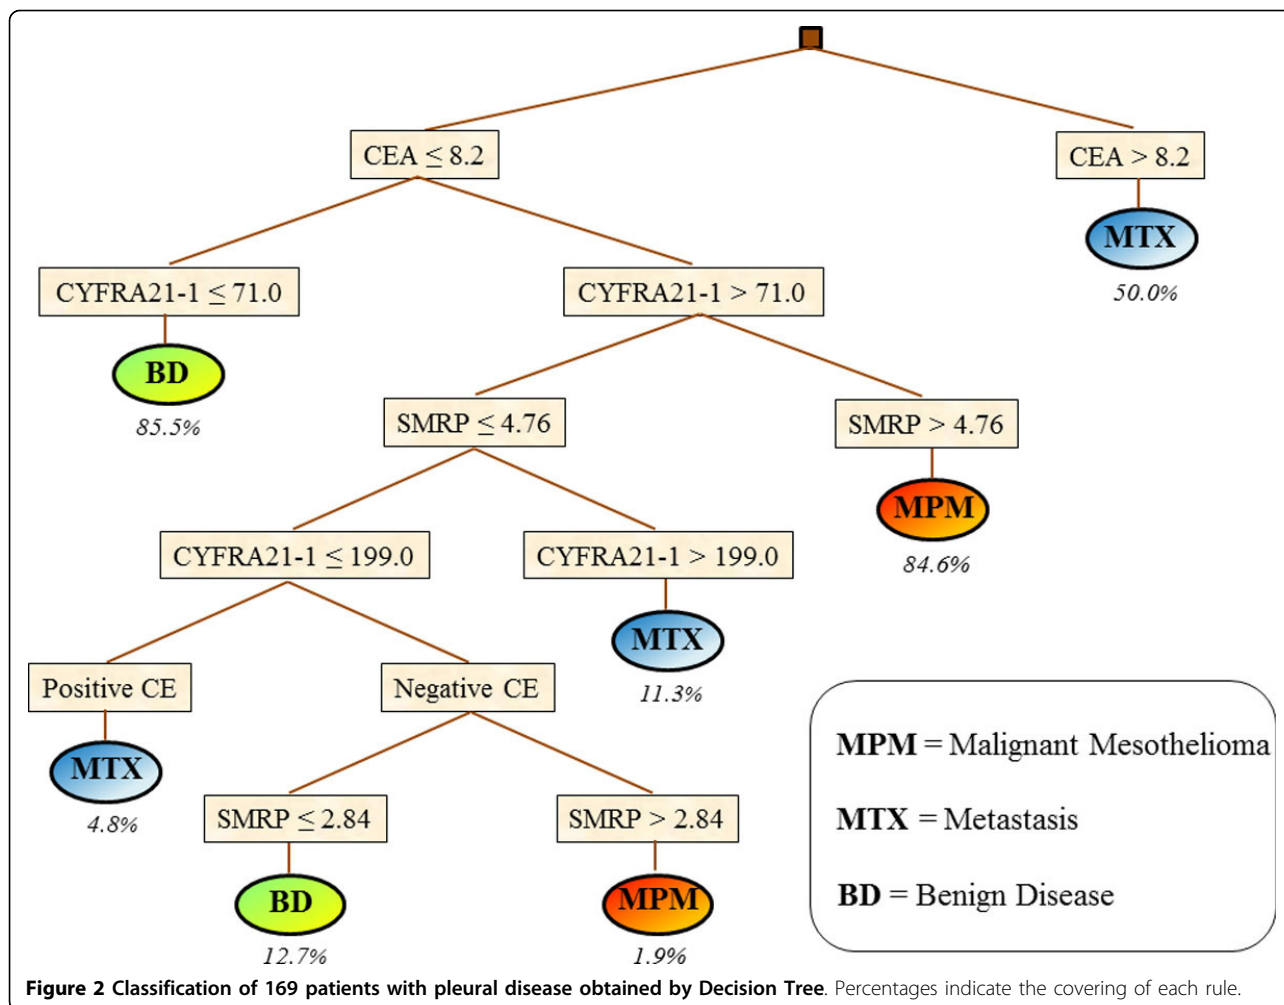 CEA ≤ 8.2
CEA > 8.2
MTX
50.0%
CYFRA21-1 ≤ 71.0
CYFRA21-1 > 71.0
BD
85.5%
SMRP ≤ 4.76
SMRP > 4.76
MPM
84.6%
CYFRA21-1 ≤ 199.0
CYFRA21-1 > 199.0
MTX
11.3%
Positive CE
Negative CE
MTX
4.8%
SMRP ≤ 2.84
SMRP > 2.84
BD
12.7%
MPM
1.9%
MPM = Malignant Mesothelioma
MTX = Metastasis
BD = Benign Disease
Figure 2 Classification of 169 patients with pleural disease obtained by Decision Tree. Percentages indicate the covering of each rule.